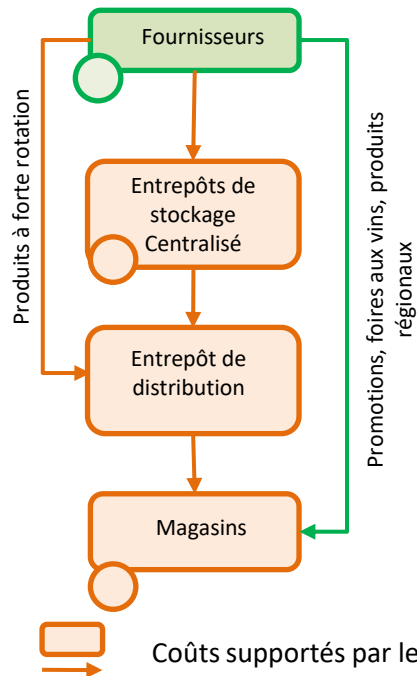 Fournisseurs
Produits à forte rotation
Entrepôts de
stockage
Centralisé
Promotions, foires aux vins, produits
régionaux
Entrepôt de
distribution
Magasins
Coûts supportés par le